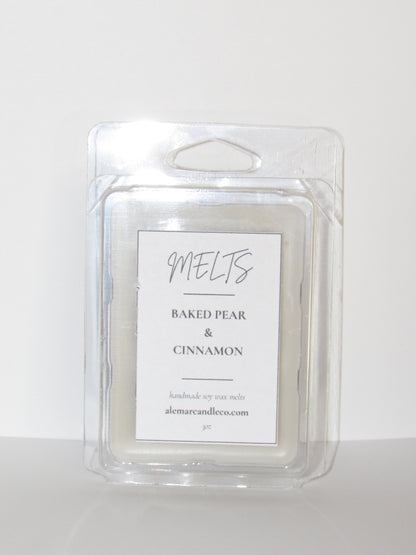 MELTS
BAKED PEAR
&
CINNAMON
handmade soy wax melts
alemarcandleco.com
3oz